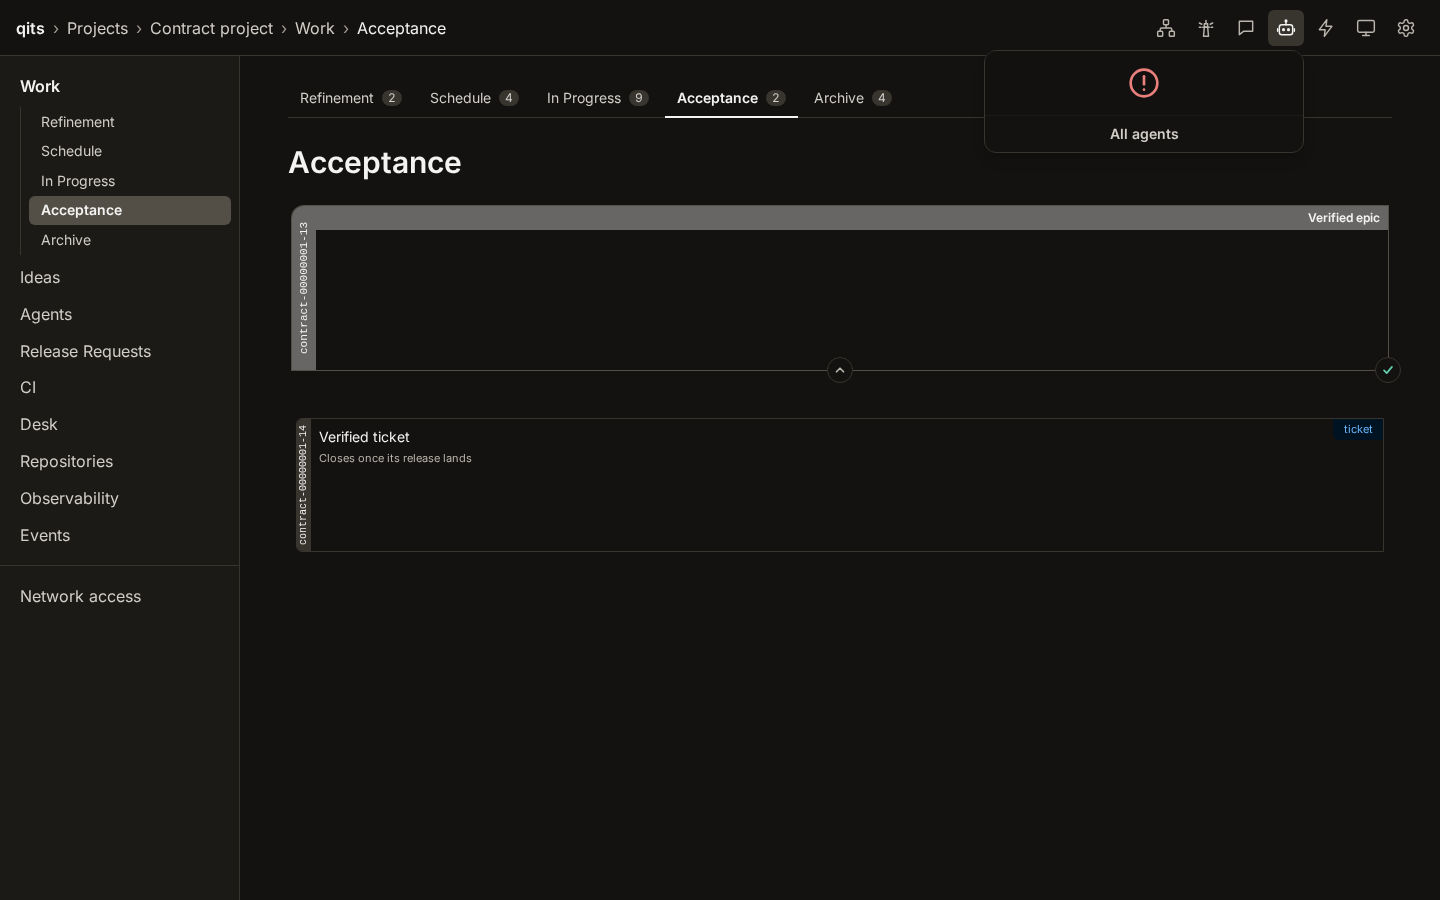 qits › Projects › Contract project › Work › Acceptance
All agents
Work
Refinement
Schedule
In Progress
Acceptance
Archive
Ideas
Agents
Release Requests
CI
Desk
Repositories
Observability
Events
Network access
Refinement 2 Schedule 4 In Progress 9 Acceptance 2 Archive 4
Acceptance
Verified epic
contract-00000001-13
contract-00000001-14
Verified ticket
ticket
Closes once its release lands